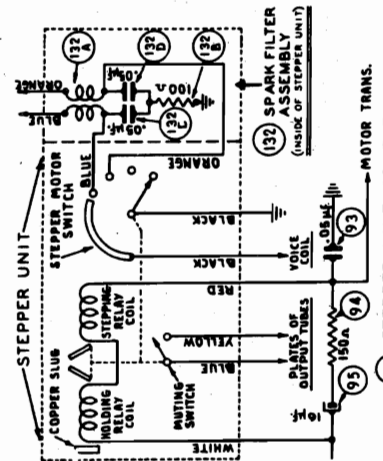 STEPPER UNIT
ORANGE
BLUE
132 A
132 D
132 B
132 C
.05µf.
.05µf.
100Ω
132 SPARK FILTER
ASSEMBLY
(INSIDE OF STEPPER UNIT)
STEPPER MOTOR
SWITCH
BLUE
ORANGE
BLACK
BLACK
COPPER SLUG
HOLDING
RELAY
COIL
STEPPING
RELAY
COIL
MUTING
SWITCH
WHITE
BLUE
YELLOW
RED
PLATES OF
OUTPUT TUBES
VOICE
COIL
16µf.
95
150Ω
94
.05µf
93
MOTOR TRANS.